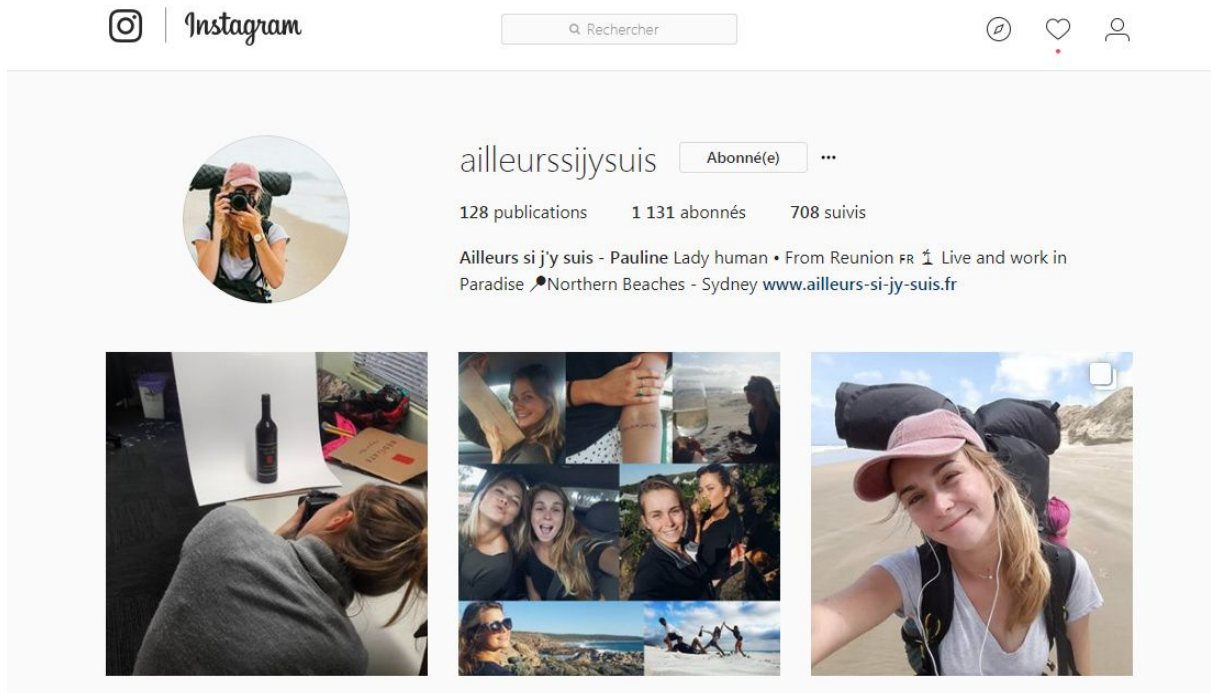 Instagram
Rechercher
ailleurssijysuis Abonné(e) •••
128 publications 1 131 abonnés 708 suivis
Ailleurs si j'y suis - Pauline Lady human • From Reunion FR 🏝 Live and work in
Paradise 📍Northern Beaches - Sydney www.ailleurs-si-jy-suis.fr